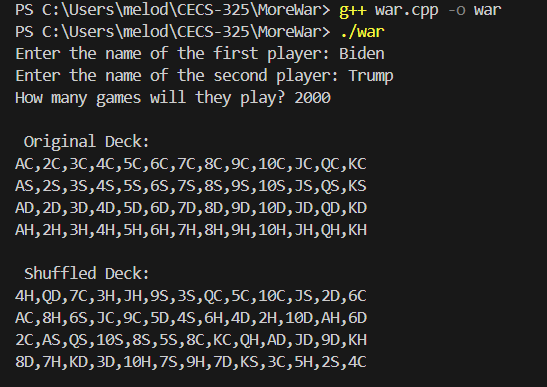 PS C:\Users\melod\CECS-325\MoreWar> g++ war.cpp -o war
PS C:\Users\melod\CECS-325\MoreWar> ./war
Enter the name of the first player: Biden
Enter the name of the second player: Trump
How many games will they play? 2000
Original Deck:
AC,2C,3C,4C,5C,6C,7C,8C,9C,10C,JC,QC,KC
AS,2S,3S,4S,5S,6S,7S,8S,9S,10S,JS,QS,KS
AD,2D,3D,4D,5D,6D,7D,8D,9D,10D,JD,QD,KD
AH,2H,3H,4H,5H,6H,7H,8H,9H,10H,JH,QH,KH
Shuffled Deck:
4H,QD,7C,3H,JH,9S,3S,QC,5C,10C,JS,2D,6C
AC,8H,6S,JC,9C,5D,4S,6H,4D,2H,10D,AH,6D
2C,AS,QS,10S,8S,5S,8C,KC,QH,AD,JD,9D,KH
8D,7H,KD,3D,10H,7S,9H,7D,KS,3C,5H,2S,4C